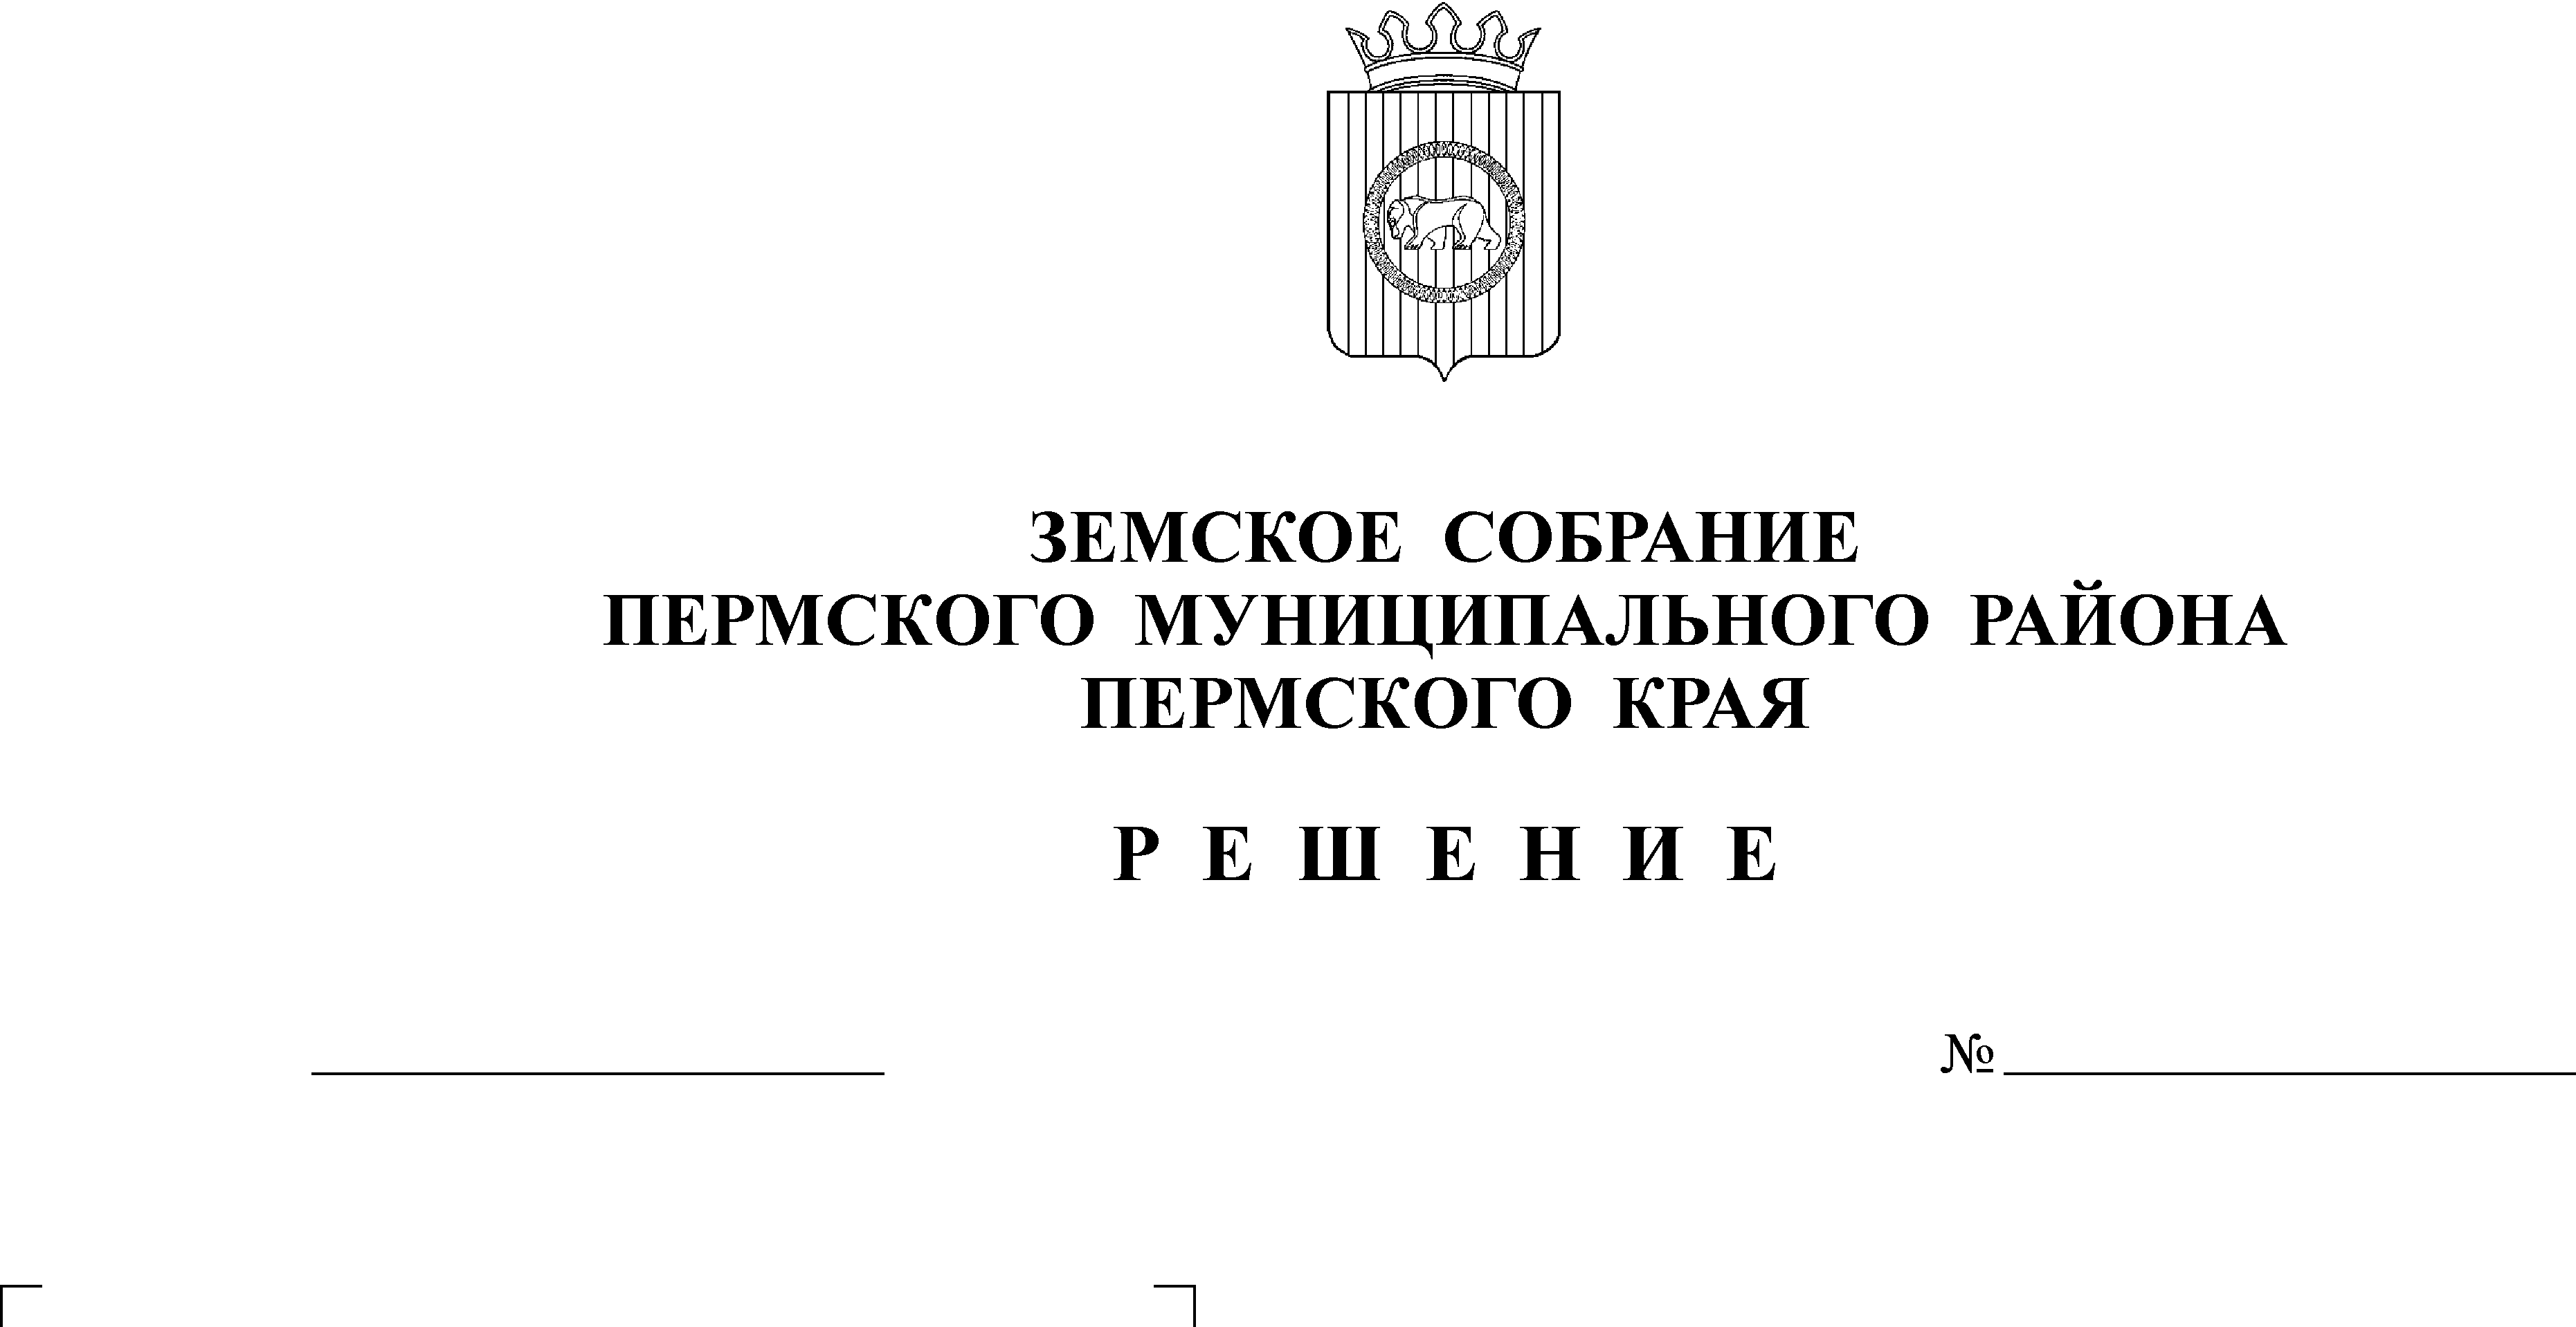 ЗЕМСКОЕ СОБРАНИЕ
ПЕРМСКОГО МУНИЦИПАЛЬНОГО РАЙОНА
ПЕРМСКОГО КРАЯ
Р Е Ш Е Н И Е
№